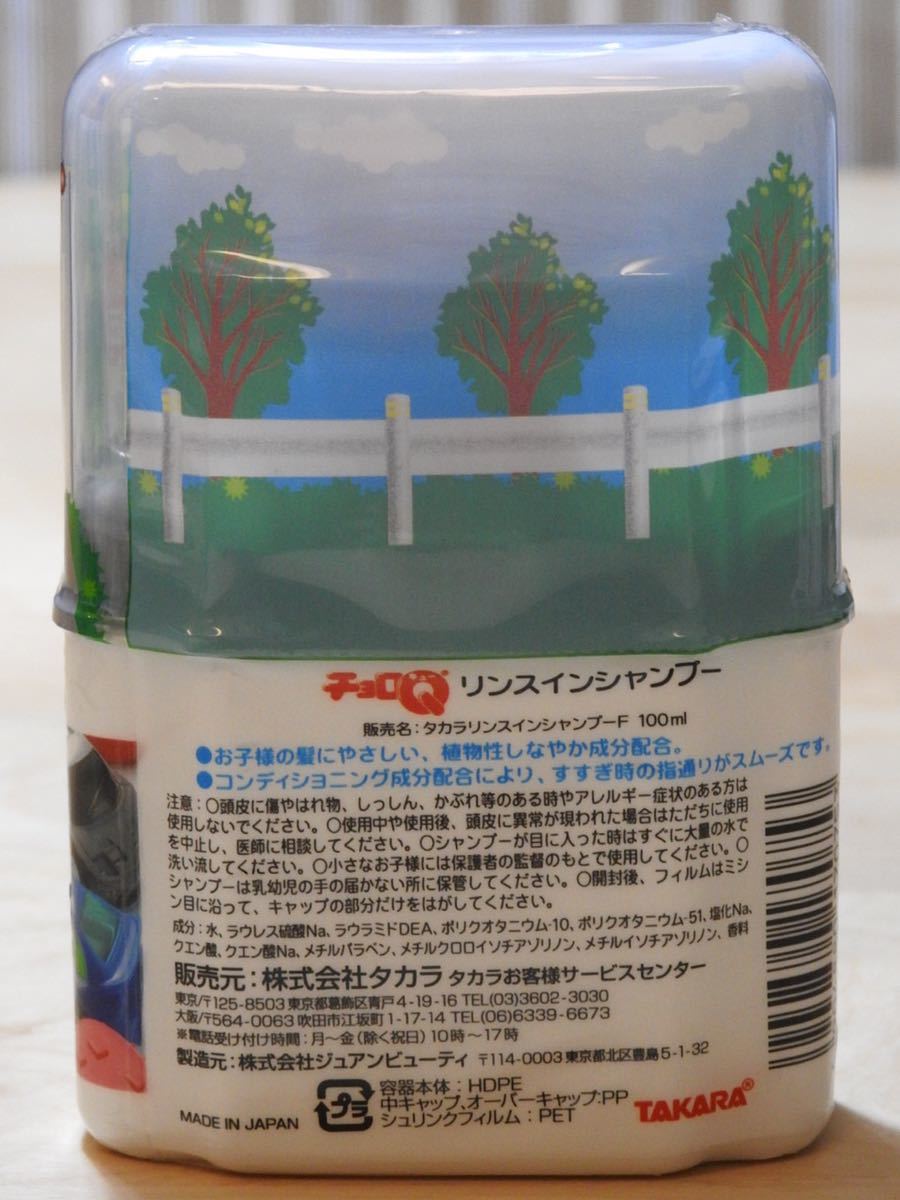 チョロQ リンスインシャンプー
販売名：タカラリンスインシャンプーF 100ml
●お子様の髪にやさしい、植物性しなやか成分配合。
●コンディショニング成分配合により、すすぎ時の指通りがスムーズです。
注意：○頭皮に傷やはれ物、しっしん、かぶれ等のある時やアレルギー症状のある方は
使用しないでください。○使用中や使用後、頭皮に異常が現われた場合はただちに使用
を中止し、医師に相談してください。○シャンプーが目に入った時はすぐに大量の水で
洗い流してください。○小さなお子様には保護者の監督のもとで使用してください。○
シャンプーは乳幼児の手の届かない所に保管してください。○開封後、フィルムはミシ
ン目に沿って、キャップの部分だけをはがしてください。
成分：水、ラウレス硫酸Na、ラウラミドDEA、ポリクオタニウム-10、ポリクオタニウム-51、塩化Na、
クエン酸、クエン酸Na、メチルパラベン、メチルクロロイソチアゾリノン、メチルイソチアゾリノン、香料
販売元：株式会社タカラ タカラお客様サービスセンター
東京/〒125-8503 東京都葛飾区青戸4-19-16 TEL(03)3602-3030
大阪/〒564-0063 吹田市江坂町1-17-14 TEL(06)6339-6673
※電話受け付け時間：月〜金（除く祝日）10時〜17時
製造元：株式会社ジュアンビューティ 〒114-0003 東京都北区豊島5-1-32
MADE IN JAPAN
プラ
容器本体：HDPE
中キャップ、オーバーキャップ：PP
シュリンクフィルム：PET
TAKARA®